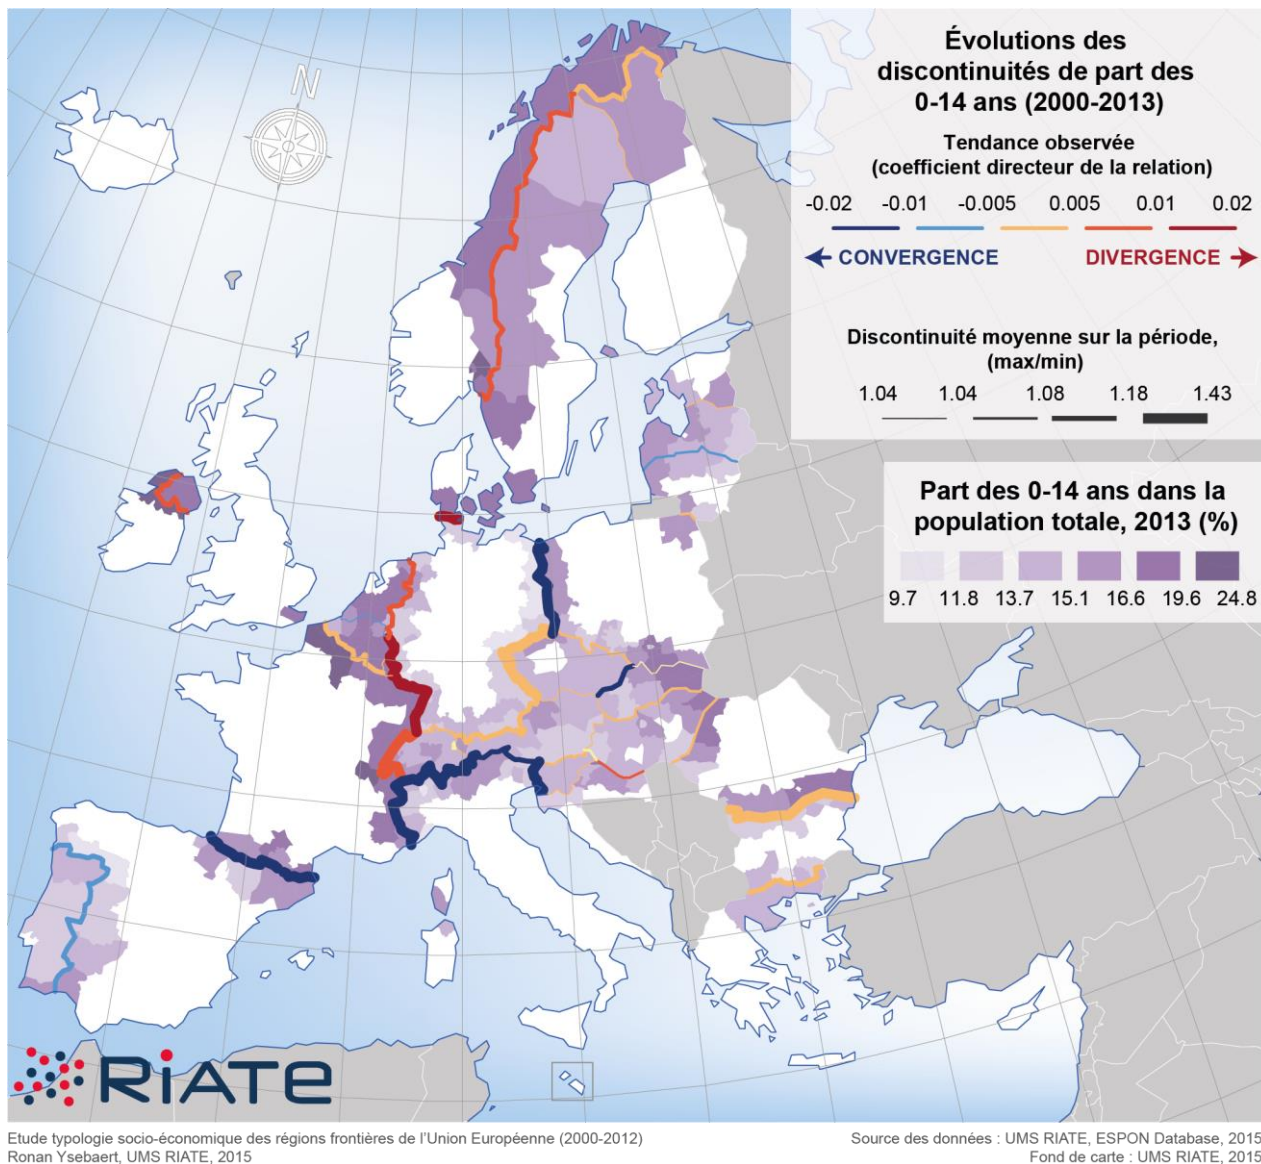 Évolutions des
discontinuités de part des
0-14 ans (2000-2013)
Tendance observée
(coefficient directeur de la relation)
-0.02 -0.01 -0.005 0.005 0.01 0.02
CONVERGENCE DIVERGENCE
Discontinuité moyenne sur la période,
(max/min)
1.04 1.04 1.08 1.18 1.43
Part des 0-14 ans dans la
population totale, 2013 (%)
9.7 11.8 13.7 15.1 16.6 19.6 24.8
N
RIATE
Etude typologie socio-économique des régions frontières de l'Union Européenne (2000-2012)
Ronan Ysebaert, UMS RIATE, 2015
Source des données : UMS RIATE, ESPON Database, 2015
Fond de carte : UMS RIATE, 2015